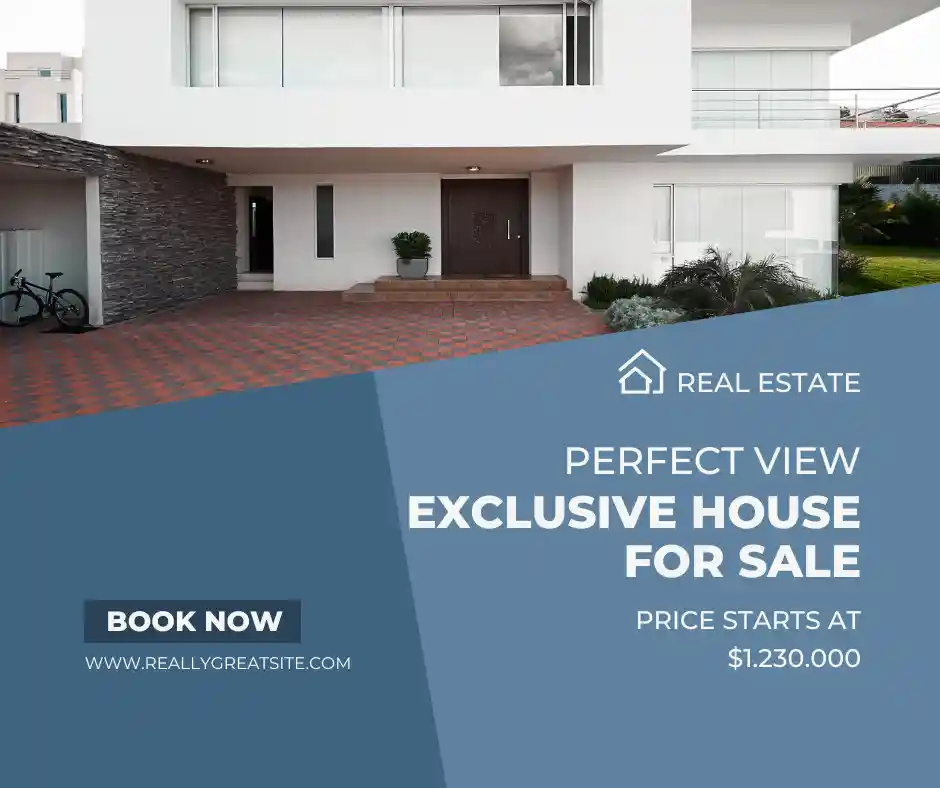 REAL ESTATE
PERFECT VIEW
EXCLUSIVE HOUSE
FOR SALE
PRICE STARTS AT
$1.230.000
BOOK NOW
WWW.REALLYGREATSITE.COM